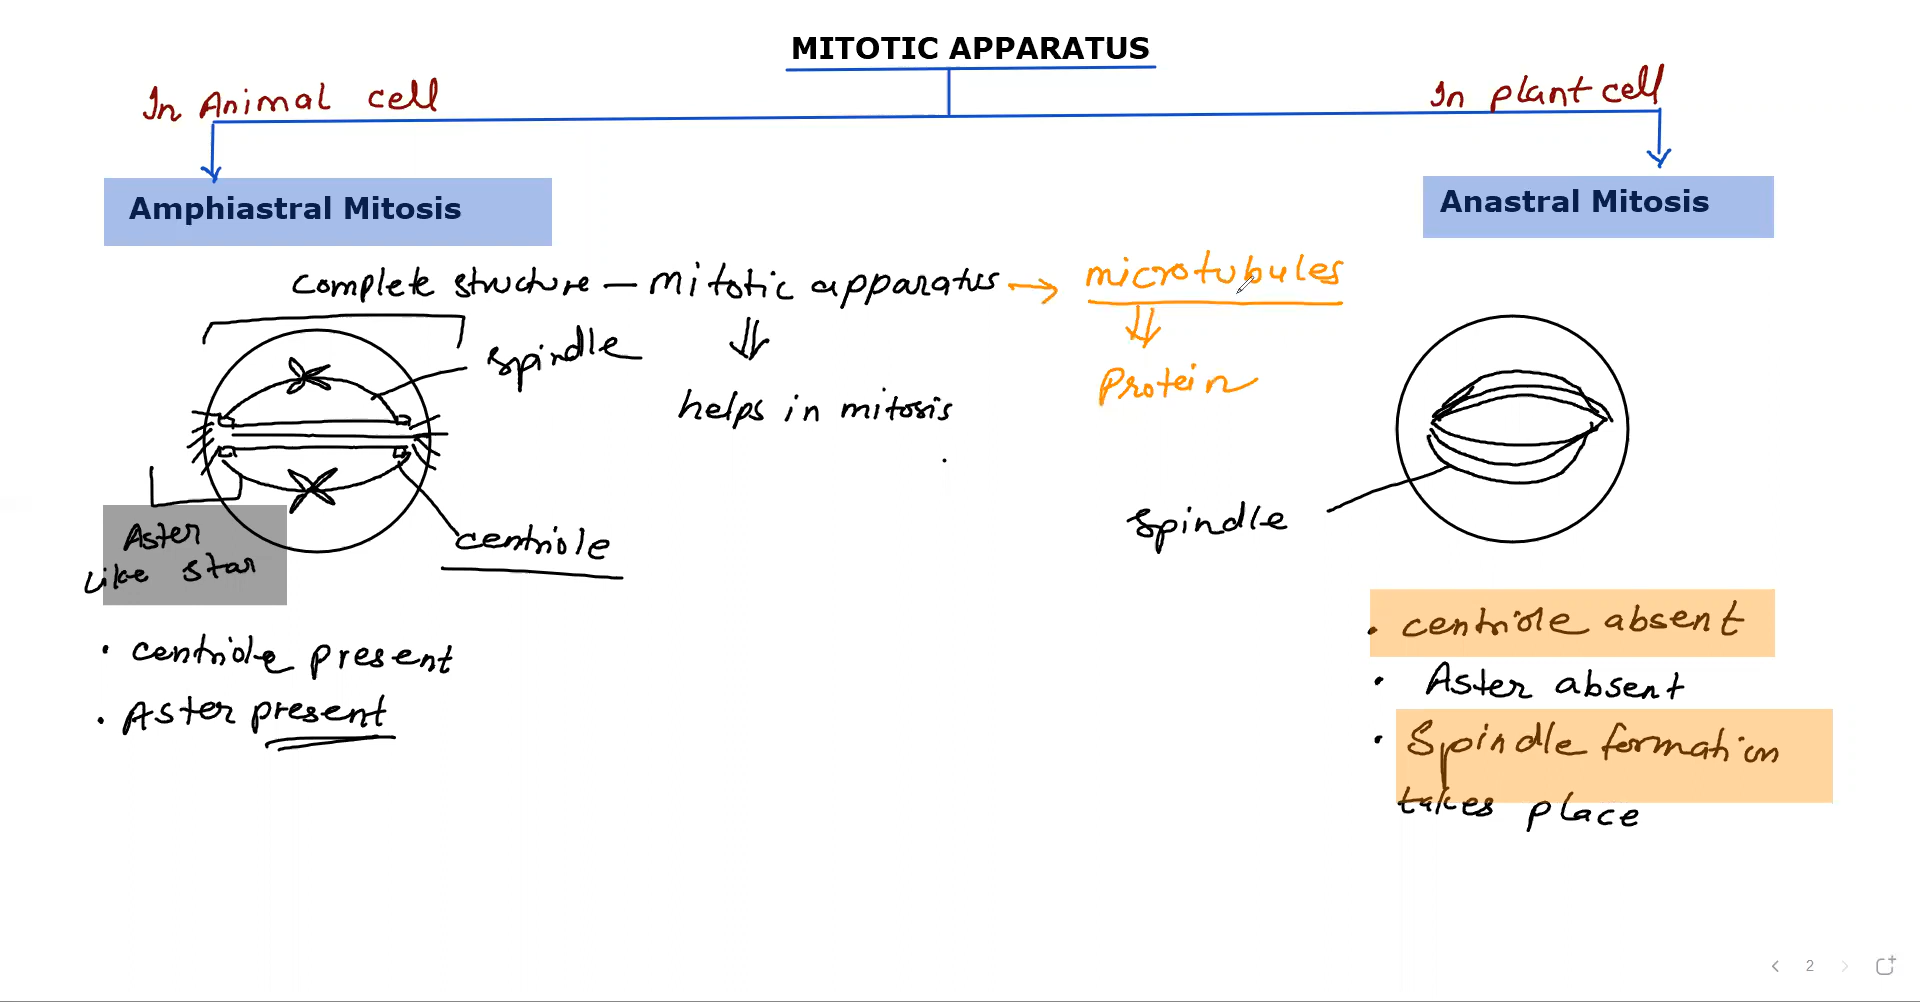 MITOTIC APPARATUS
In Animal cell
In plant cell
Amphiastral Mitosis
Anastral Mitosis
complete structure — mitotic apparatus → microtubules
spindle
helps in mitosis
Protein
Aster
Like star
centriole
spindle
• centriole present
• Aster present
• centriole absent
• Aster absent
• Spindle formation
takes place
2